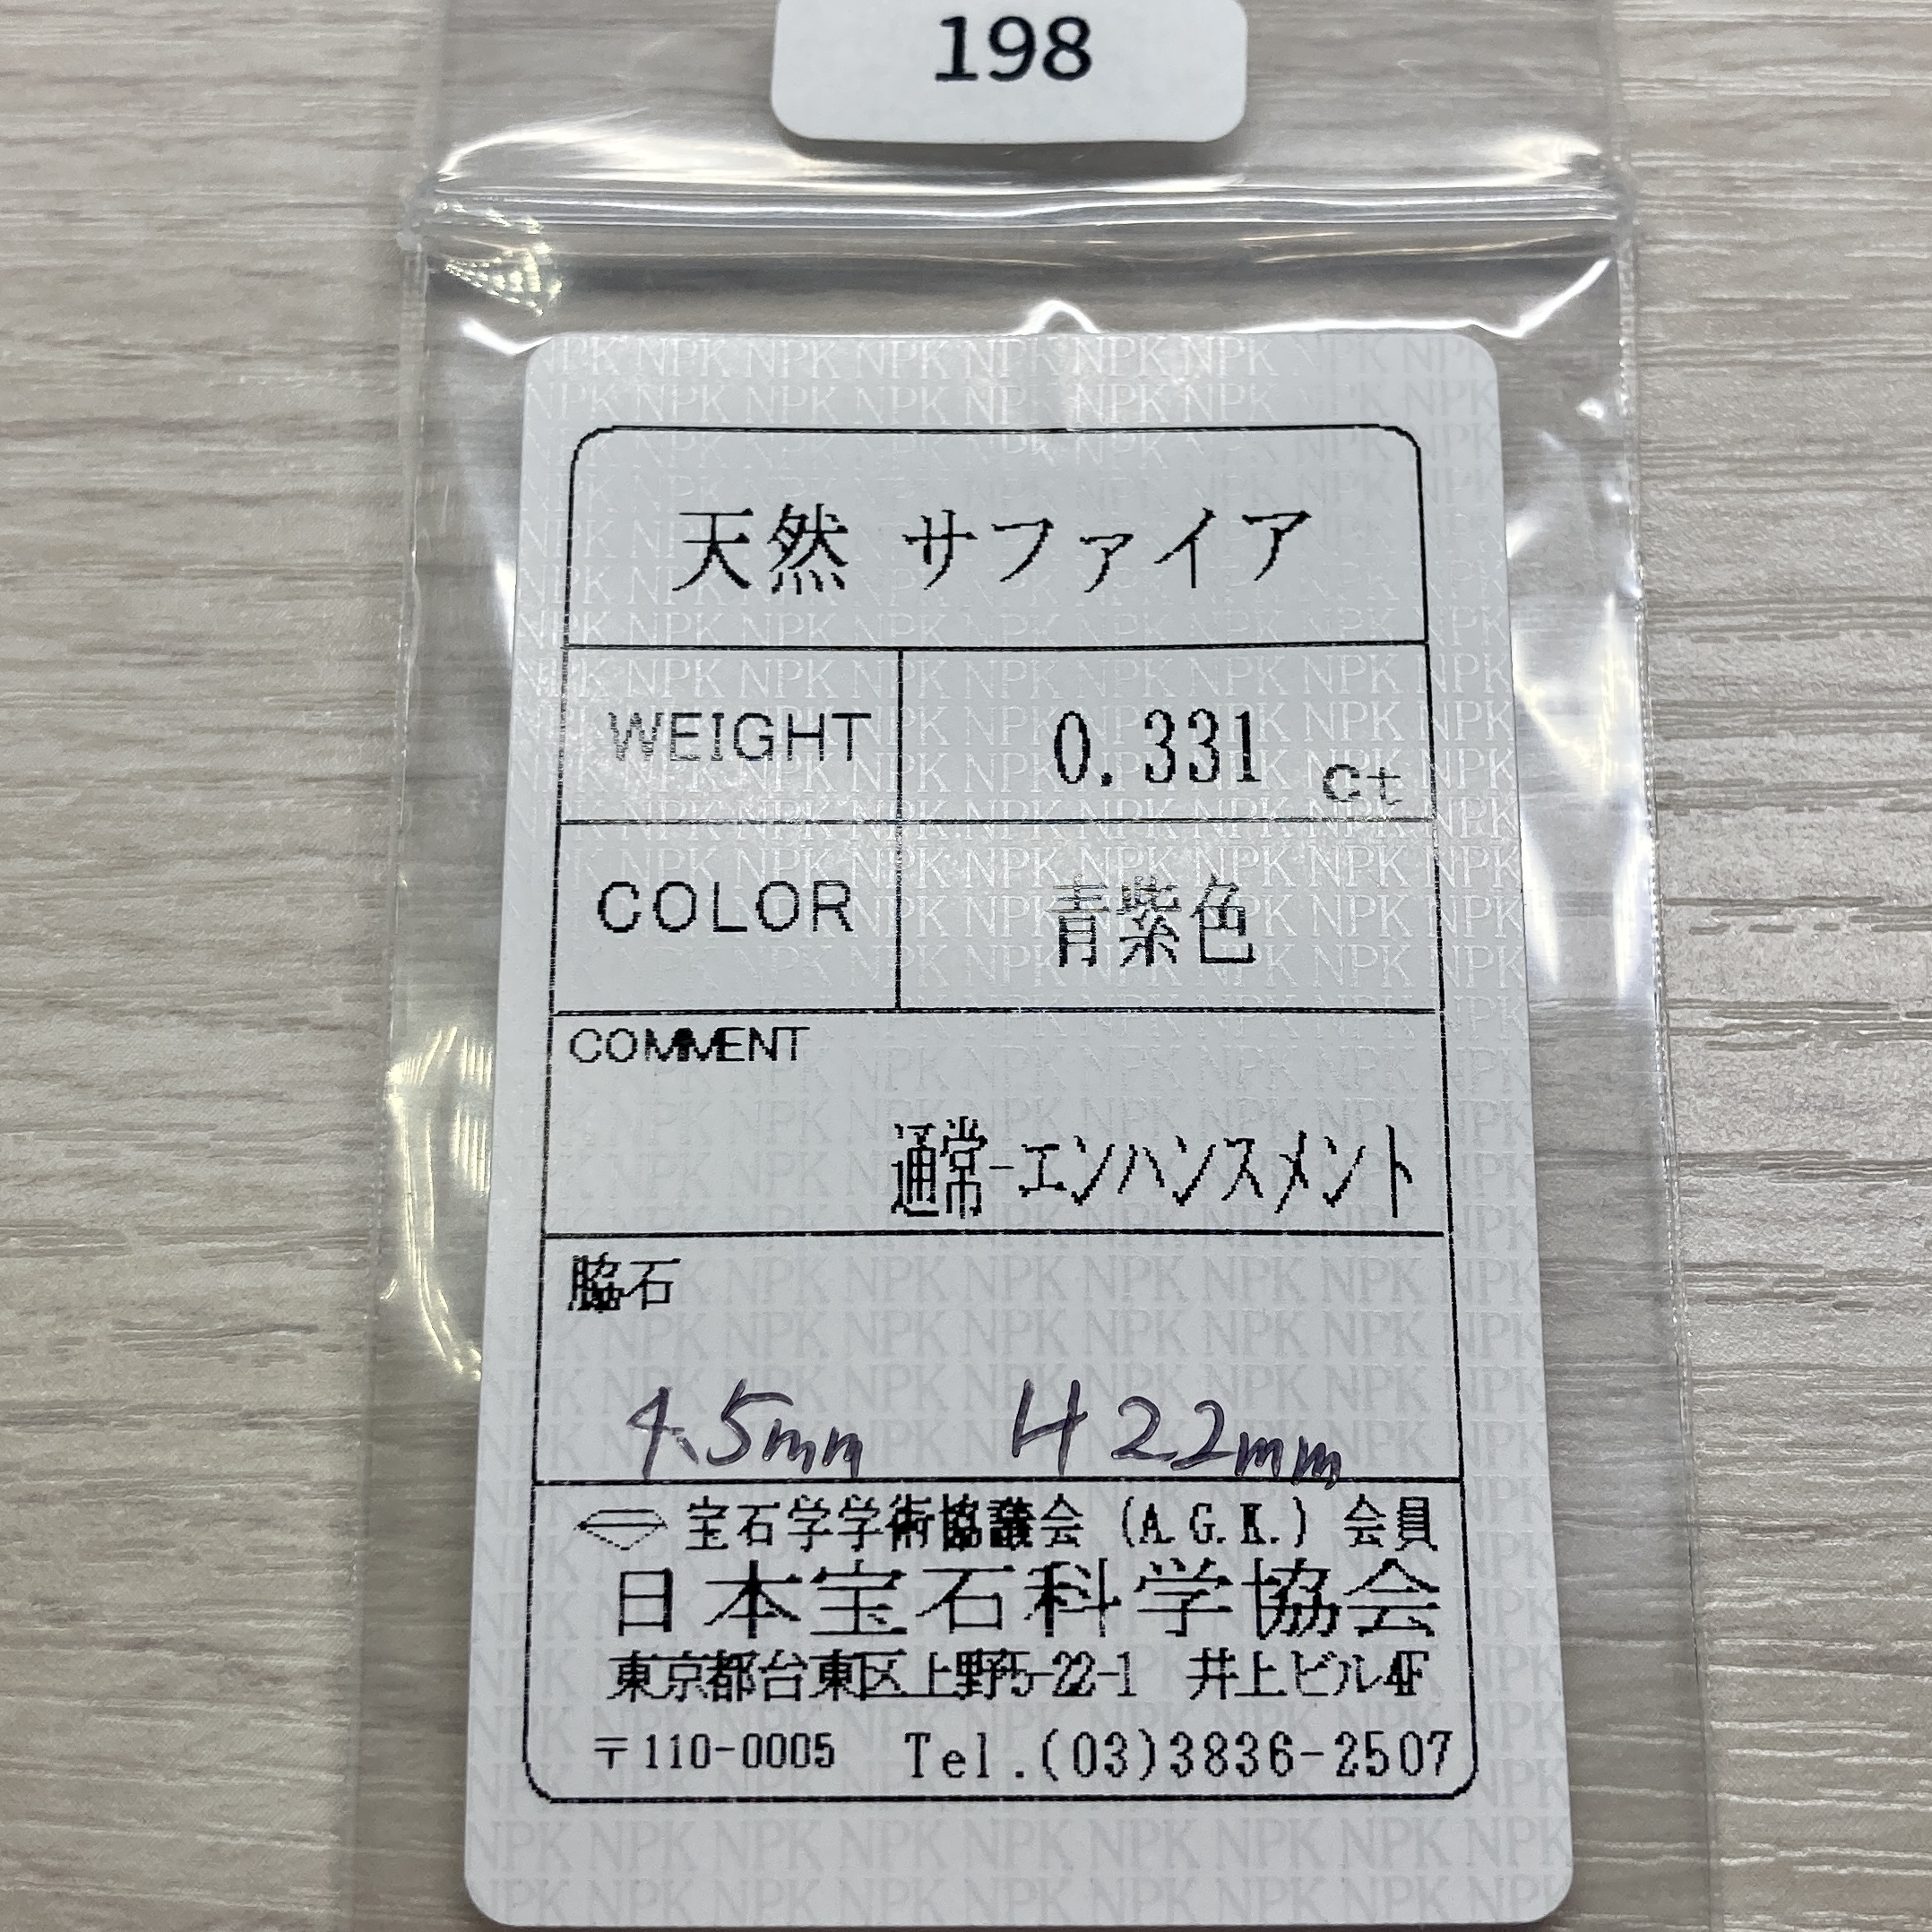 198
天然 サファイア
WEIGHT 0.331 ct
COLOR 青紫色
COMMENT
通常-エンハンスメント
脇石
4.5mm H 2.2mm
宝石学学術協議会 (A.G.K.) 会員
日本宝石科学協会
東京都台東区上野5-22-1 井上ビル4F
〒110-0005 Tel.(03)3836-2507